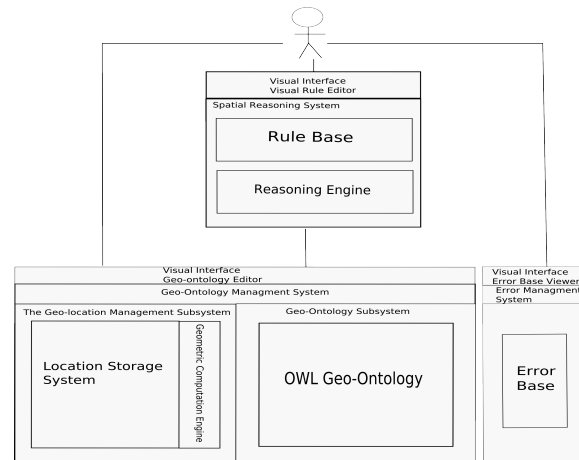 Visual Interface
Visual Rule Editor
Spatial Reasoning System
Rule Base
Reasoning Engine
Visual Interface
Geo-ontology Editor
Geo-Ontology Managment System
The Geo-location Management Subsystem
Location Storage
System
Geometric Computation Engine
Geo-Ontology Subsystem
OWL Geo-Ontology
Visual Interface
Error Base Viewer
Error Managment
System
Error
Base